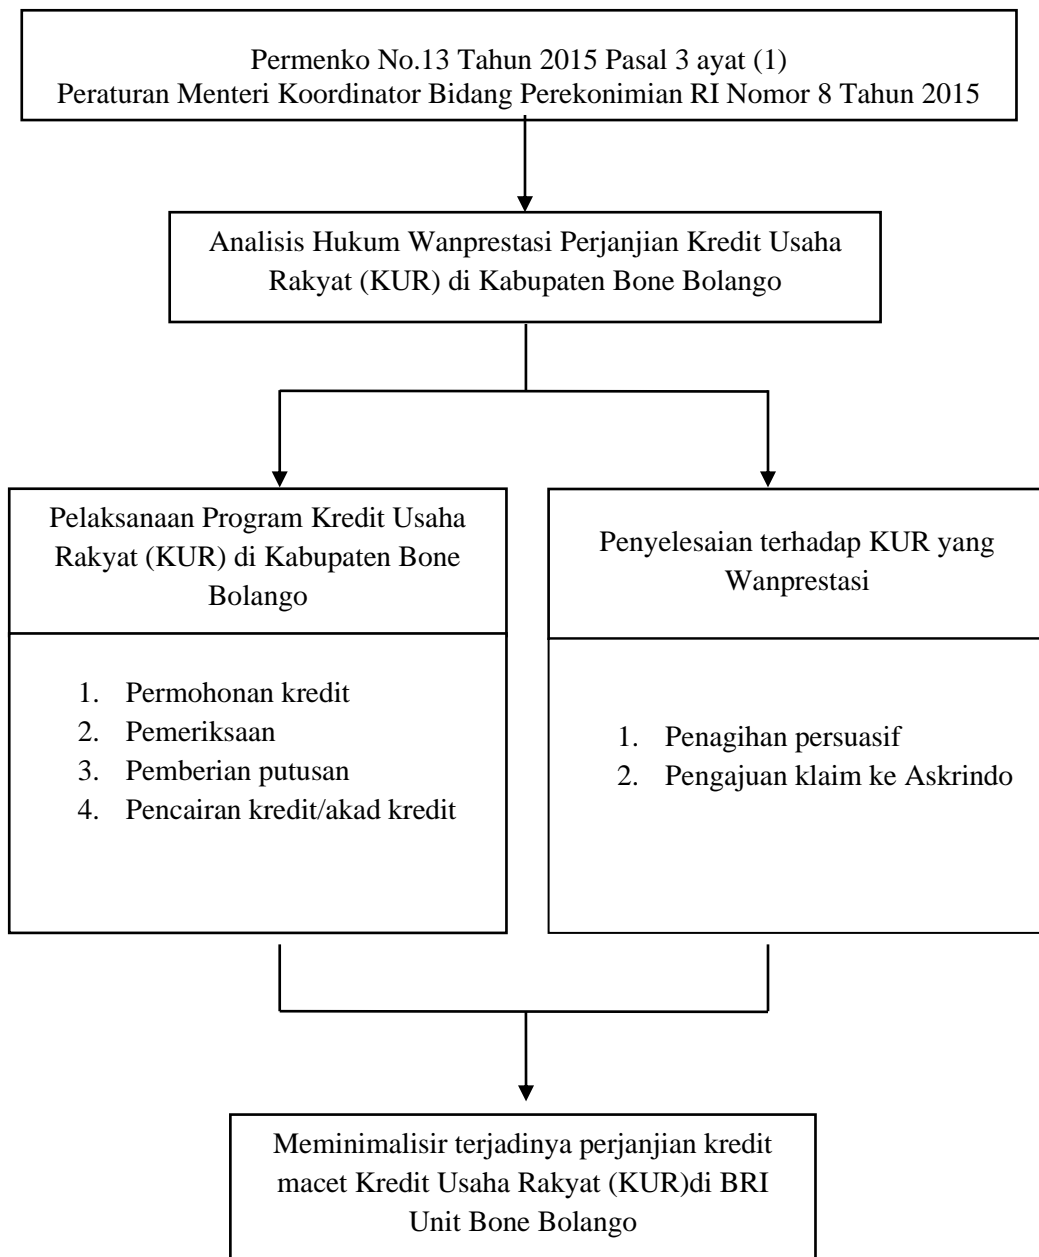 Permenko No.13 Tahun 2015 Pasal 3 ayat (1)
Peraturan Menteri Koordinator Bidang Perekonimian RI Nomor 8 Tahun 2015
Analisis Hukum Wanprestasi Perjanjian Kredit Usaha
Rakyat (KUR) di Kabupaten Bone Bolango
Pelaksanaan Program Kredit Usaha
Rakyat (KUR) di Kabupaten Bone
Bolango
1. Permohonan kredit
2. Pemeriksaan
3. Pemberian putusan
4. Pencairan kredit/akad kredit
Penyelesaian terhadap KUR yang
Wanprestasi
1. Penagihan persuasif
2. Pengajuan klaim ke Askrindo
Meminimalisir terjadinya perjanjian kredit
macet Kredit Usaha Rakyat (KUR)di BRI
Unit Bone Bolango